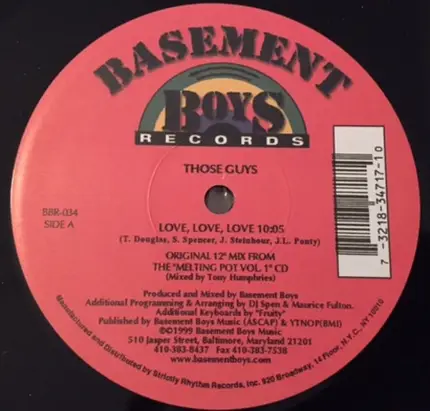 BASEMENT
BOYS
RECORDS
THOSE GUYS
BBR-034
SIDE A
LOVE, LOVE, LOVE 10:05
(T. Douglas, S. Spencer, J. Steinhour, J.L. Ponty)
ORIGINAL 12" MIX FROM
THE "MELTING POT VOL. 1" CD
(Mixed by Tony Humphries)
Produced and Mixed by Basement Boys
Additional Programming & Arranging by DJ Spen & Maurice Fulton.
Additional Keyboards by "Fruity"
Published by Basement Boys Music (ASCAP) & YTNOP(BMI)
©1999 Basement Boys Music
510 Jasper Street, Baltimore, Maryland 21201
410-383-8437 Fax 410-383-7538
www.basementboys.com
Manufactured and Distributed by Strictly Rhythm Records, Inc. 920 Broadway, 14 Floor, N.Y.C., NY 10010
7 -3218-34717-1 0